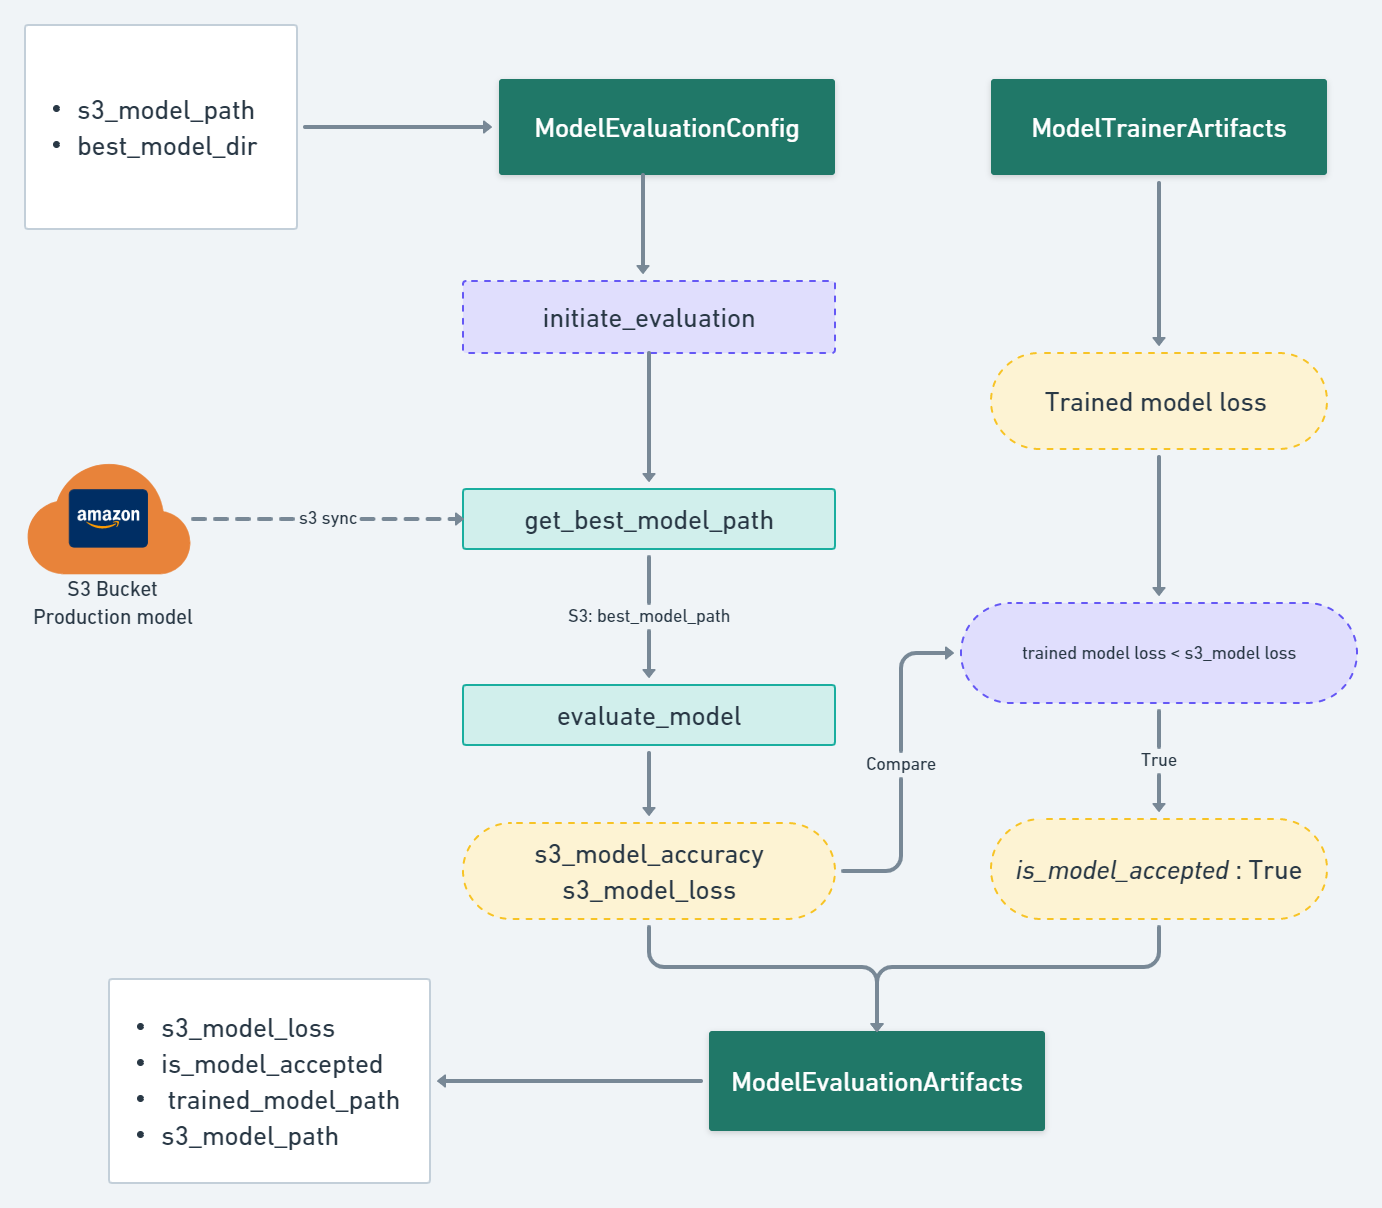 • s3_model_path
• best_model_dir
ModelEvaluationConfig
ModelTrainerArtifacts
initiate_evaluation
Trained model loss
amazon
S3 Bucket
Production model
s3 sync
get_best_model_path
S3: best_model_path
trained model loss < s3_model loss
evaluate_model
Compare
True
s3_model_accuracy
s3_model_loss
is_model_accepted : True
• s3_model_loss
• is_model_accepted
• trained_model_path
• s3_model_path
ModelEvaluationArtifacts